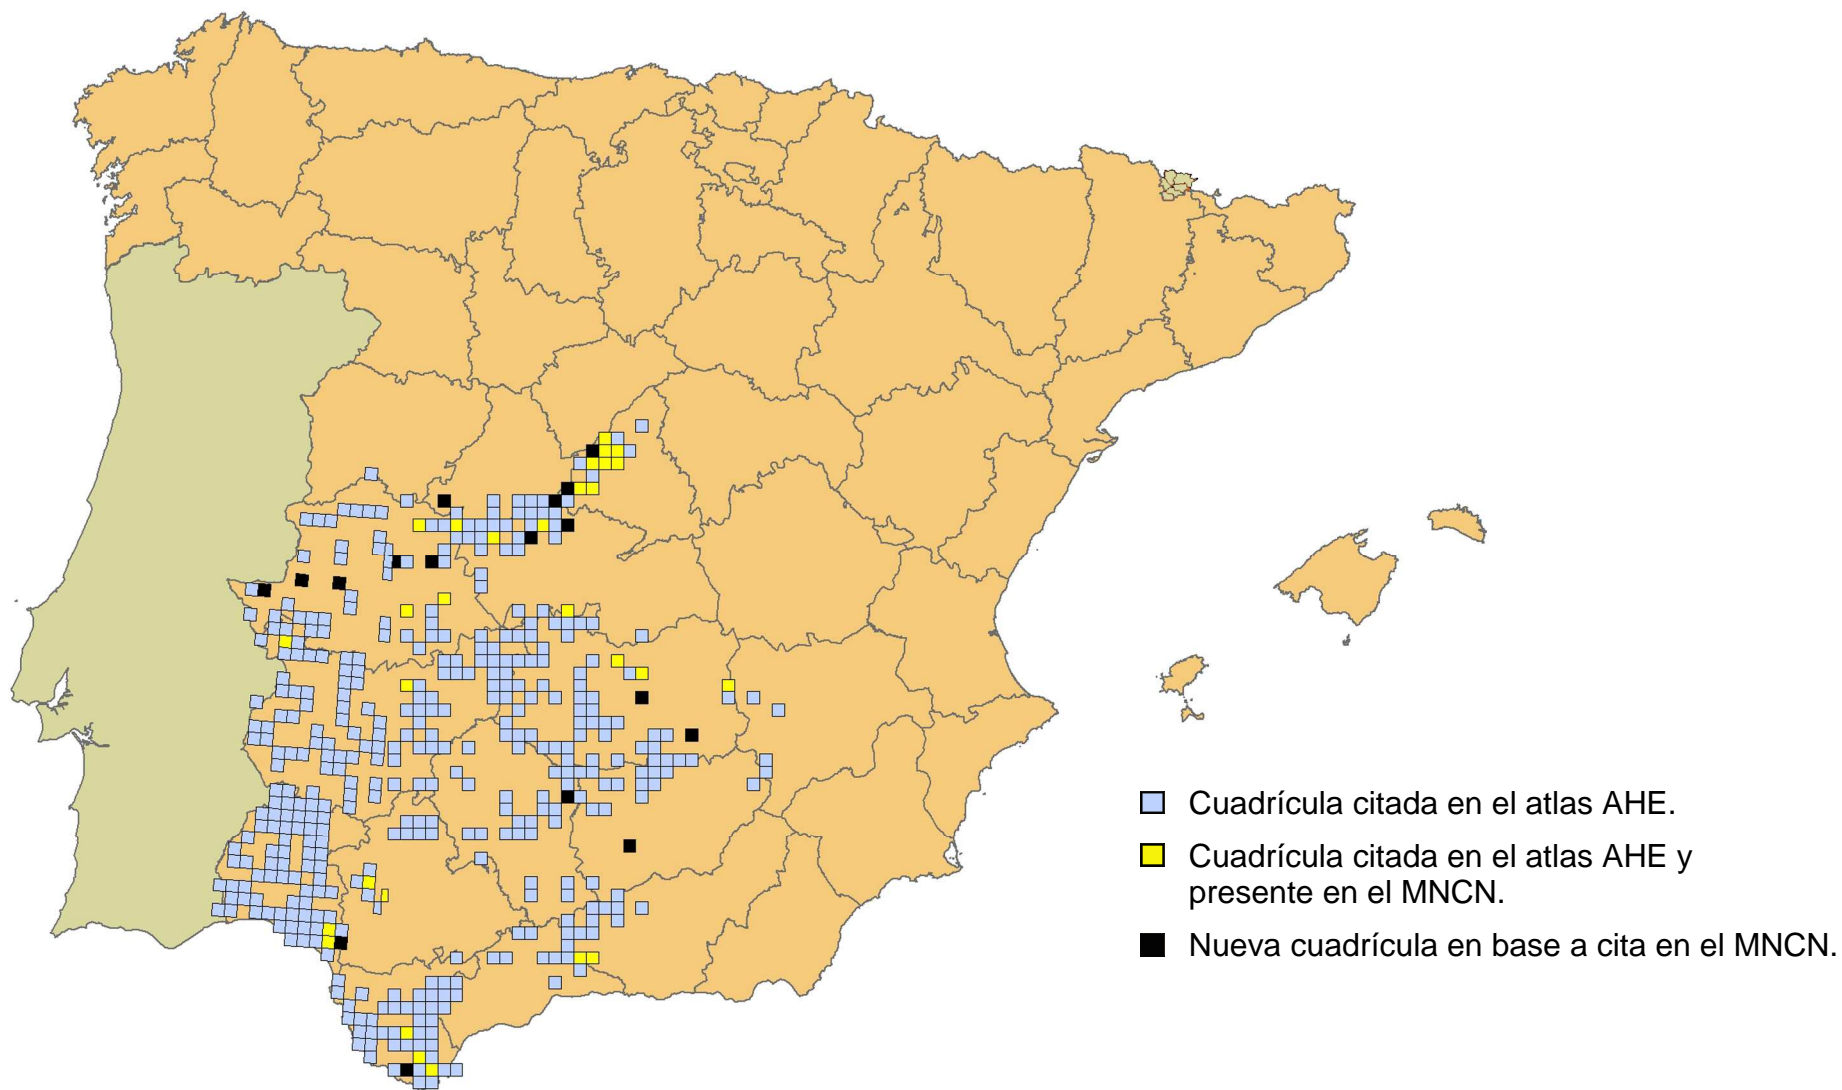 Cuadrícula citada en el atlas AHE.
Cuadrícula citada en el atlas AHE y
presente en el MNCN.
Nueva cuadrícula en base a cita en el MNCN.